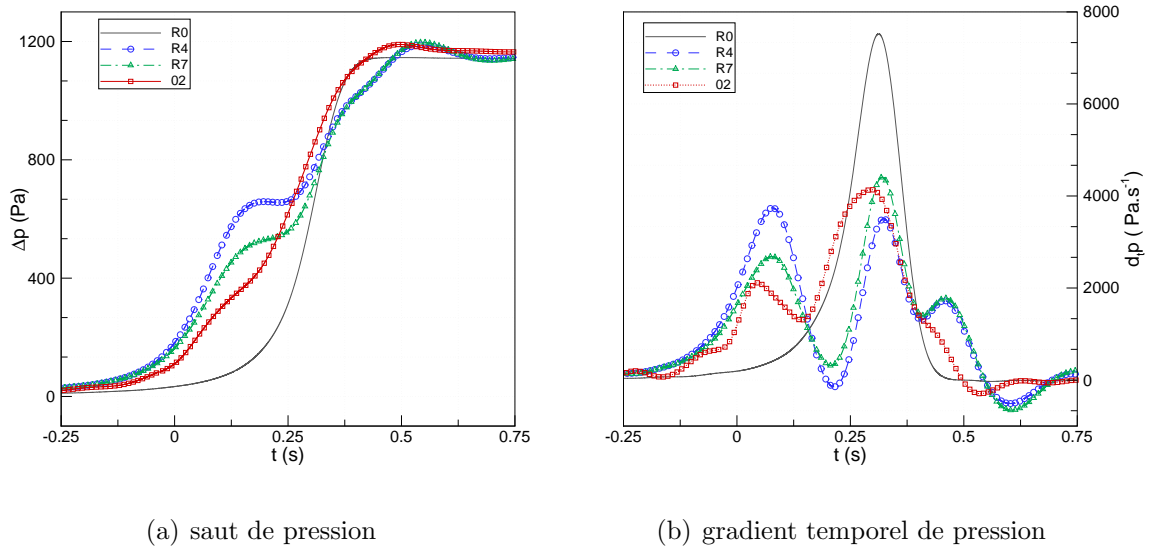 R0
R4
R7
02
1200
800
400
0
Δp (Pa)
-0.25
0
0.25
0.5
0.75
t (s)
(a) saut de pression
R0
R4
R7
02
8000
6000
4000
2000
0
dₜp ( Pa.s⁻¹)
-0.25
0
0.25
0.5
0.75
t (s)
(b) gradient temporel de pression